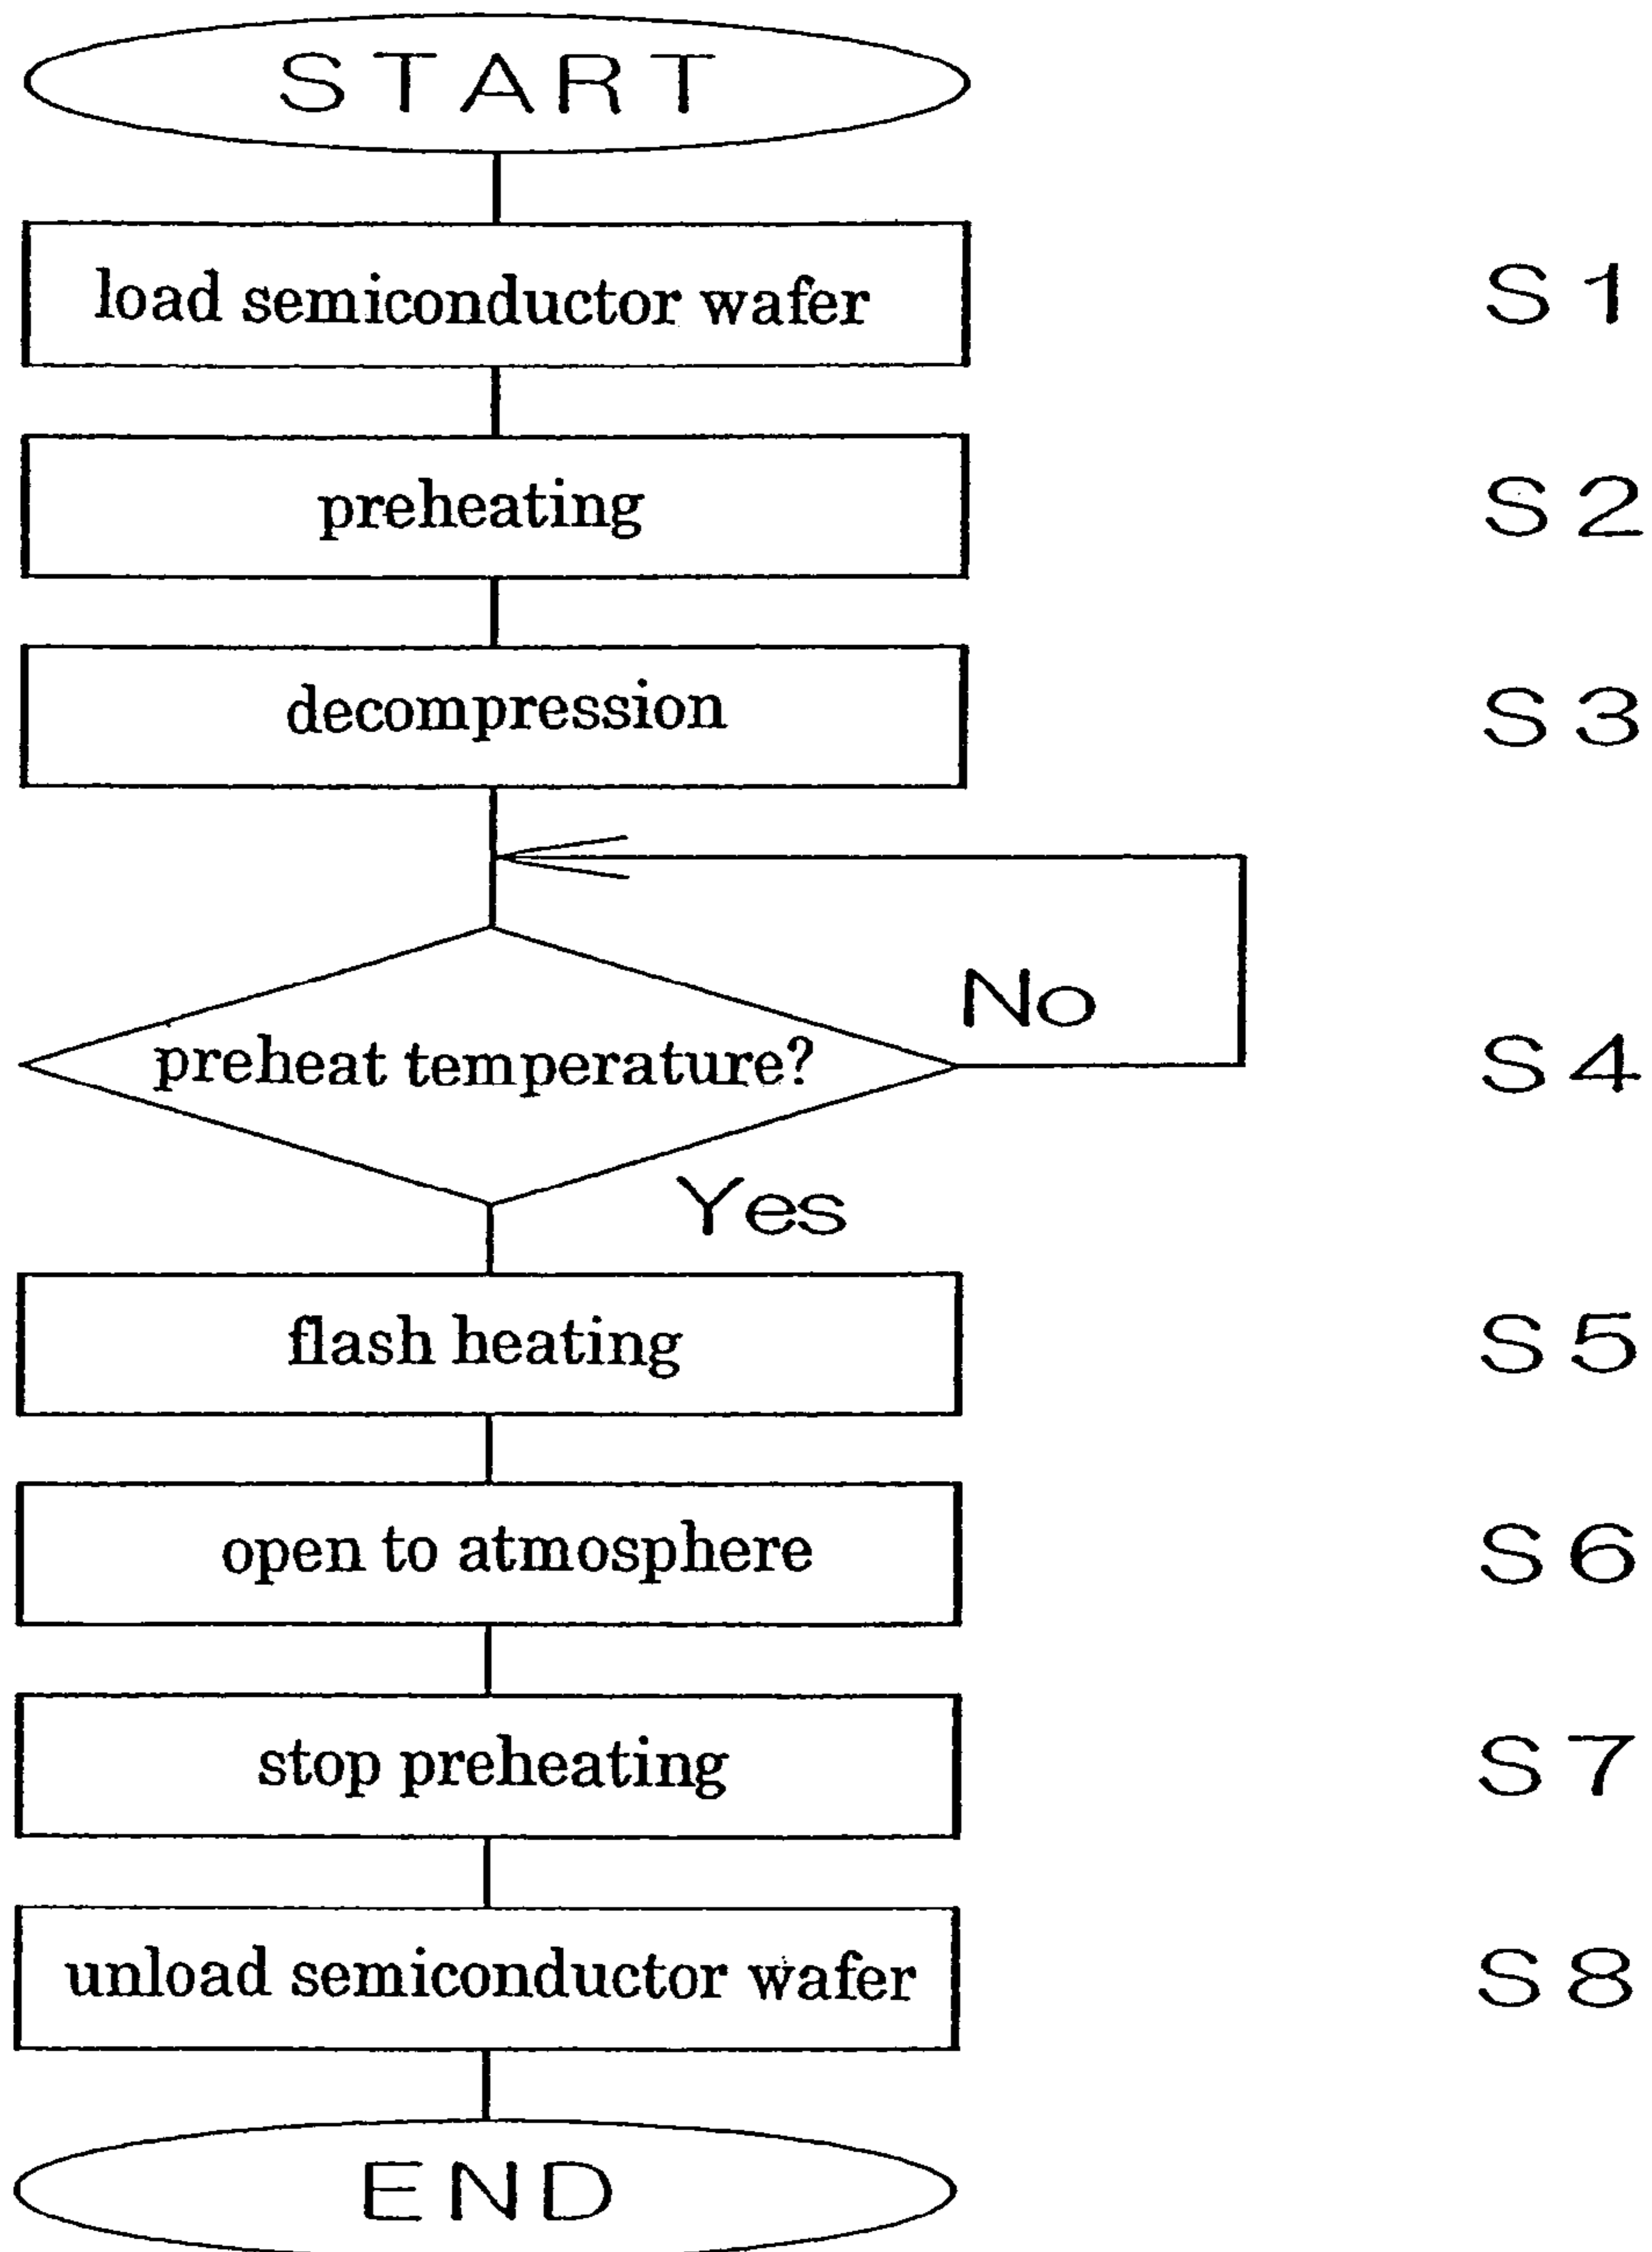 START
load semiconductor wafer S1
preheating S2
decompression S3
No
preheat temperature? S4
Yes
flash heating S5
open to atmosphere S6
stop preheating S7
unload semiconductor wafer S8
END